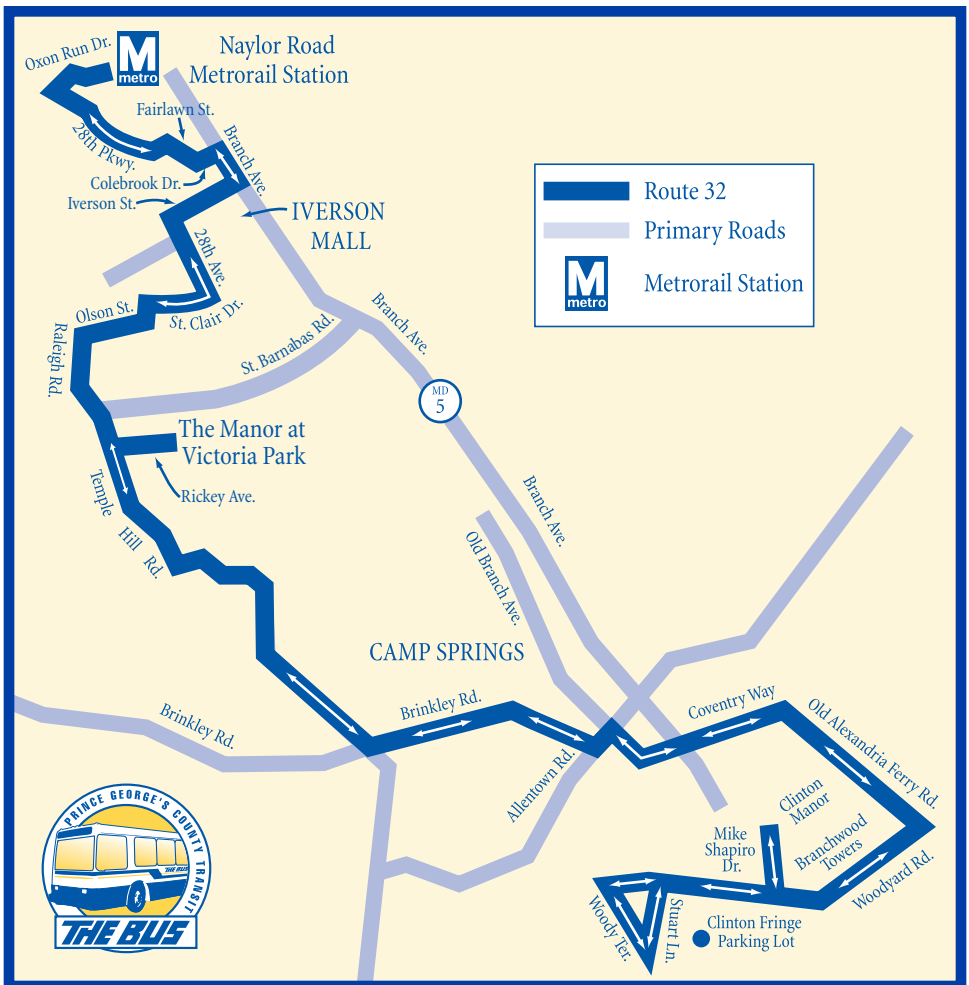 Oxon Run Dr.
M
metro
Naylor Road
Metrorail Station
Fairlawn St.
28th Pkwy.
Branch Ave.
Colebrook Dr.
Iverson St.
IVERSON
MALL
Route 32
Primary Roads
M
metro
Metrorail Station
28th Ave.
Olson St.
St. Clair Dr.
Raleigh Rd.
St. Barnabas Rd.
Branch Ave.
MD
5
The Manor at
Victoria Park
Rickey Ave.
Temple
Hill
Rd.
Branch Ave.
Old Branch Ave.
CAMP SPRINGS
Brinkley Rd.
Brinkley Rd.
Allentown Rd.
Coventry Way
Old Alexandria Ferry Rd.
Clinton
Manor
Mike
Shapiro
Dr.
Branchwood
Towers
Woodyard Rd.
Woody Ter.
Stuart Ln.
Clinton Fringe
Parking Lot
PRINCE GEORGE'S COUNTY TRANSIT
THE BUS
THE BUS